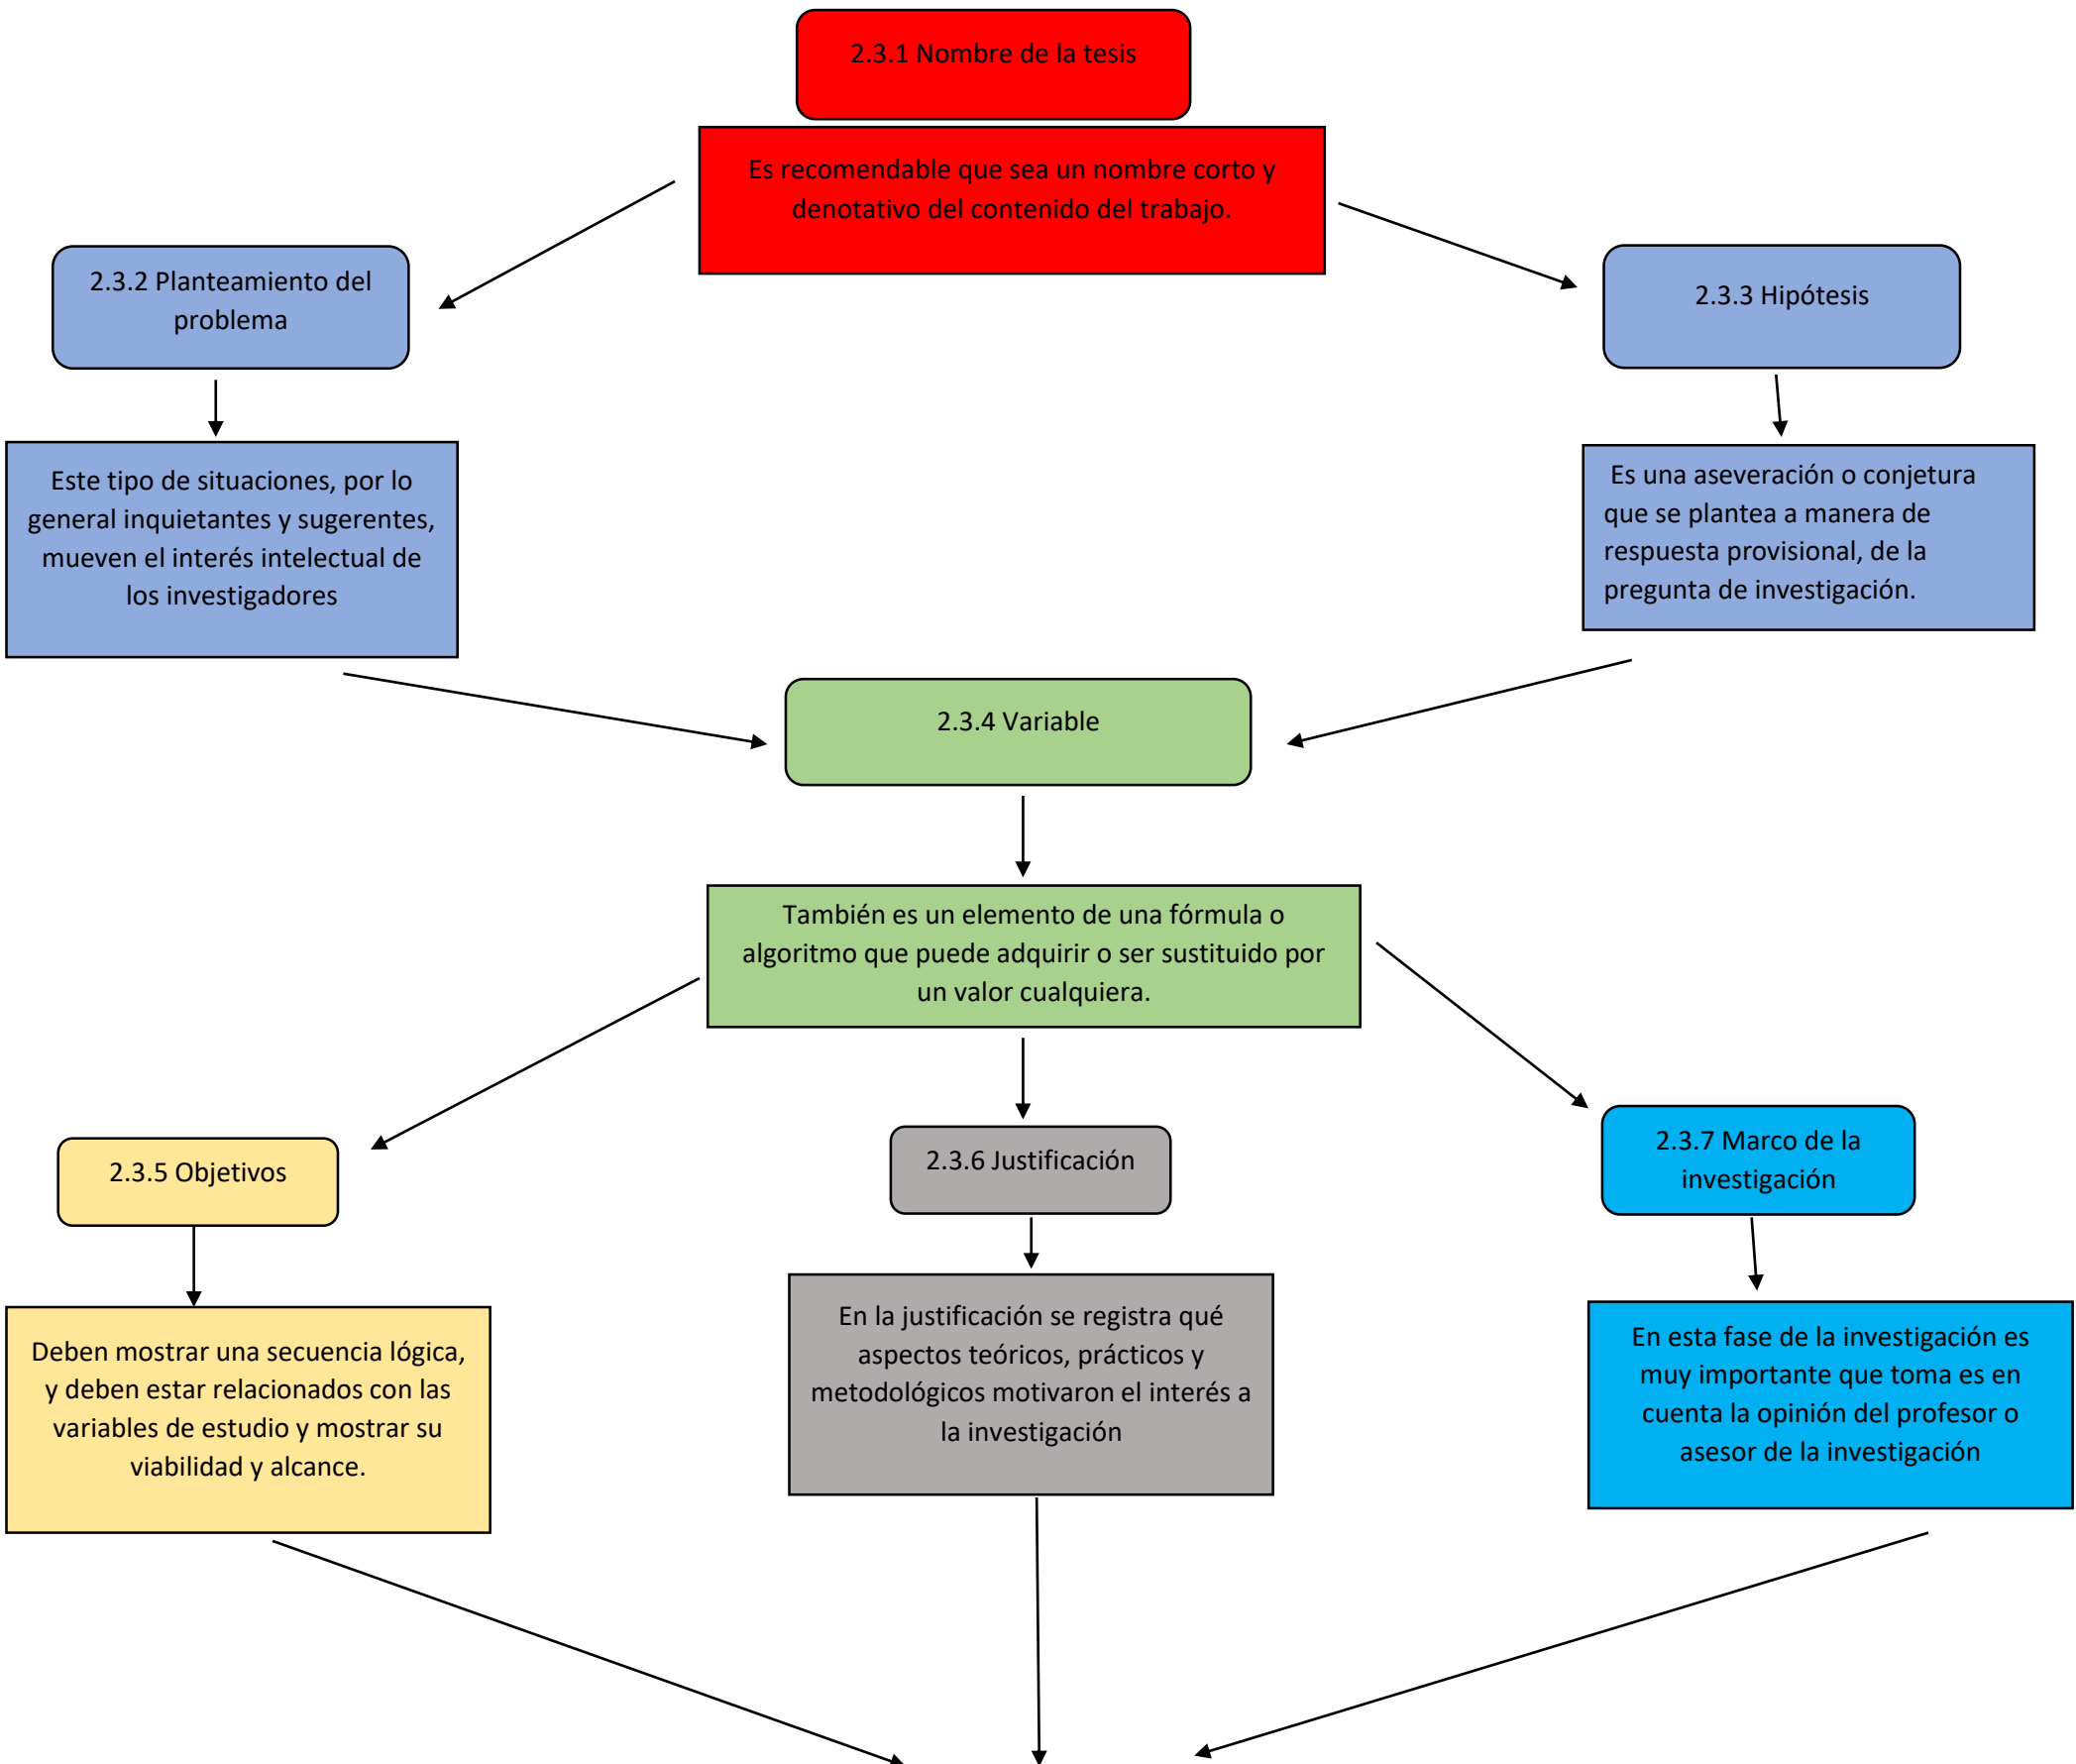 2.3.1 Nombre de la tesis
Es recomendable que sea un nombre corto y
denotativo del contenido del trabajo.
2.3.2 Planteamiento del
problema
2.3.3 Hipótesis
Este tipo de situaciones, por lo
general inquietantes y sugerentes,
mueven el interés intelectual de
los investigadores
Es una aseveración o conjetura
que se plantea a manera de
respuesta provisional, de la
pregunta de investigación.
2.3.4 Variable
También es un elemento de una fórmula o
algoritmo que puede adquirir o ser sustituido por
un valor cualquiera.
2.3.5 Objetivos
2.3.6 Justificación
2.3.7 Marco de la
investigación
Deben mostrar una secuencia lógica,
y deben estar relacionados con las
variables de estudio y mostrar su
viabilidad y alcance.
En la justificación se registra qué
aspectos teóricos, prácticos y
metodológicos motivaron el interés a
la investigación
En esta fase de la investigación es
muy importante que toma es en
cuenta la opinión del profesor o
asesor de la investigación